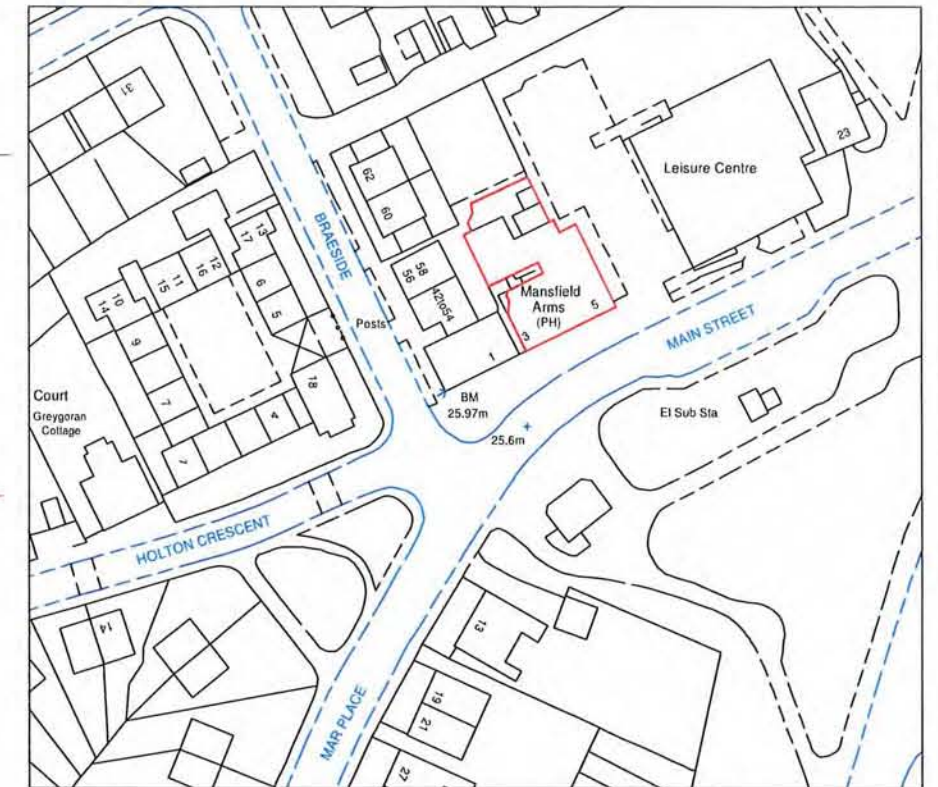 31
62
60
58
56
42to54
1
BRAESIDE
Posts
13
17
12
16
11
15
10
14
9
7
6
5
18
4
Court
Greygoran
Cottage
Leisure Centre
23
Mansfield
Arms
(PH)
3
5
MAIN STREET
BM
25.97m
25.6m
El Sub Sta
HOLTON CRESCENT
14
MAR PLACE
13
19
21
27